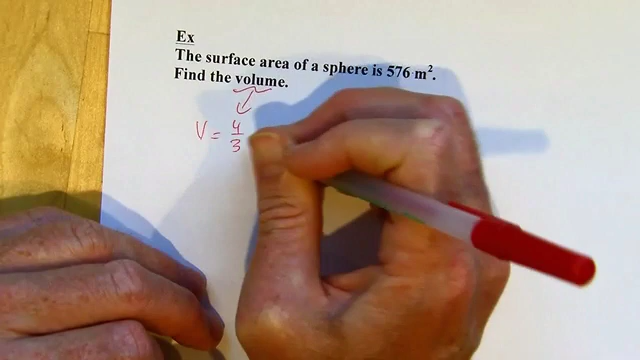 Ex
The surface area of a sphere is 576 m².
Find the volume.
V = 4/3